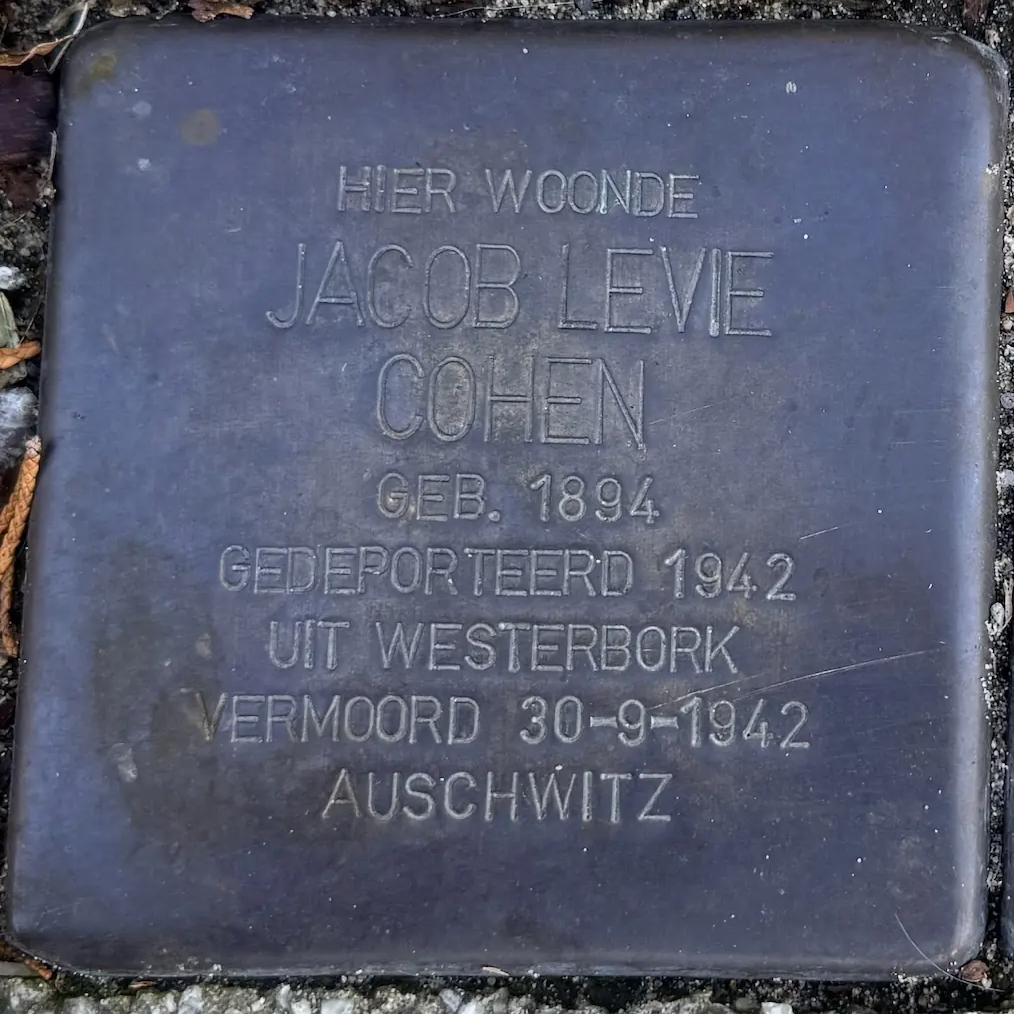 HIER WOONDE
JACOB LEVIE
COHEN
GEB. 1894
GEDEPORTEERD 1942
UIT WESTERBORK
VERMOORD 30-9-1942
AUSCHWITZ